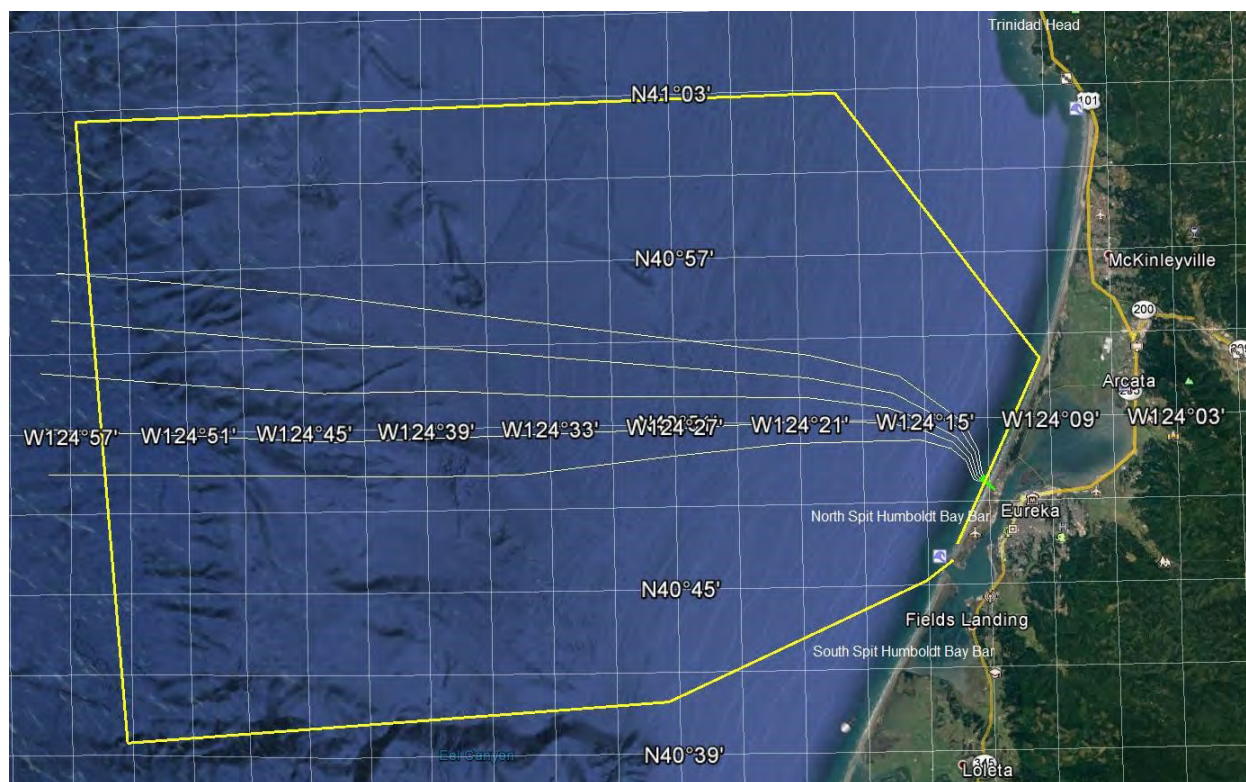 Trinidad Head
N41°03'
101
N40°57'
McKinleyville
200
Arcata
W124°57'
W124°51'
W124°45'
W124°39'
W124°33'
W124°27'
W124°21'
W124°15'
W124°09'
W124°03'
North Spit Humboldt Bay Bar
Eureka
N40°45'
Fields Landing
South Spit Humboldt Bay Bar
Eel Canyon
N40°39'
Loleta